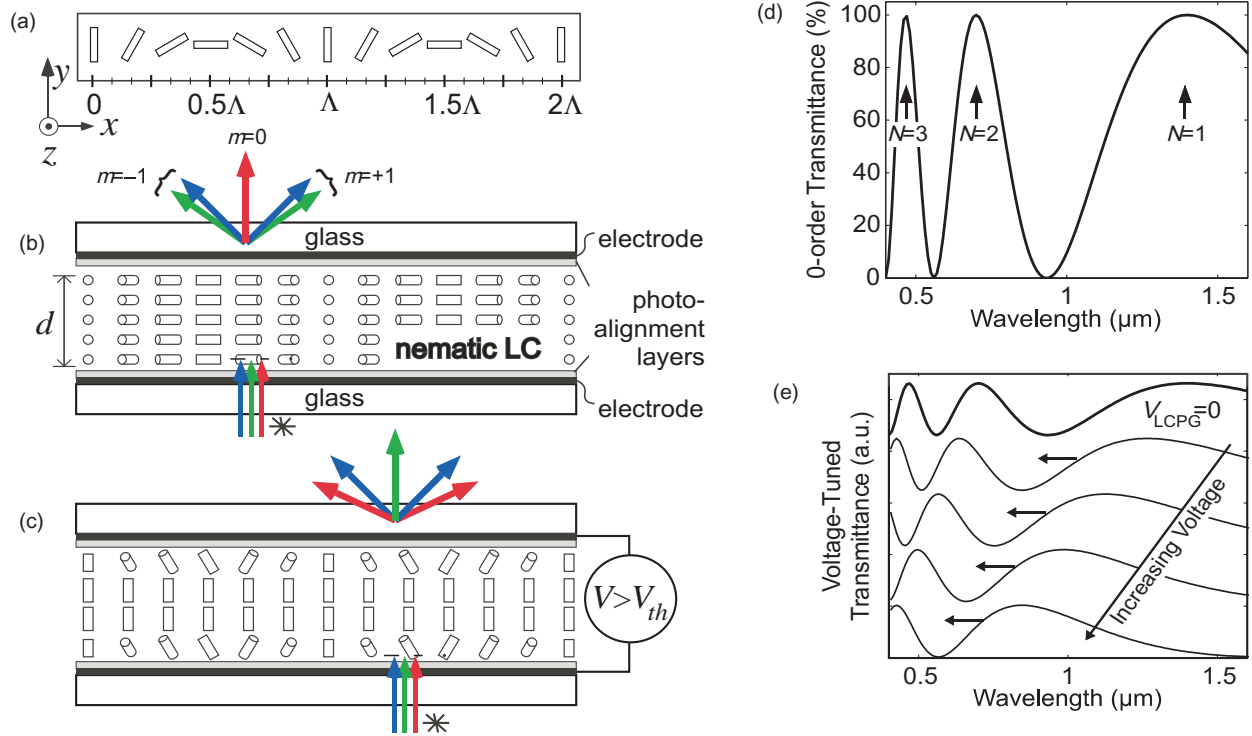 (a)
y
x
z
0
0.5Λ
Λ
1.5Λ
2Λ
m=0
m=−1
m=+1
(b)
glass
electrode
d
nematic LC
photo-
alignment
layers
glass
electrode
(c)
V>Vth
(d)
0-order Transmittance (%)
100
80
60
40
20
0
N=3
N=2
N=1
0.5
1
1.5
Wavelength (μm)
(e)
Voltage-Tuned
Transmittance (a.u.)
VLCPG=0
Increasing Voltage
0.5
1
1.5
Wavelength (μm)